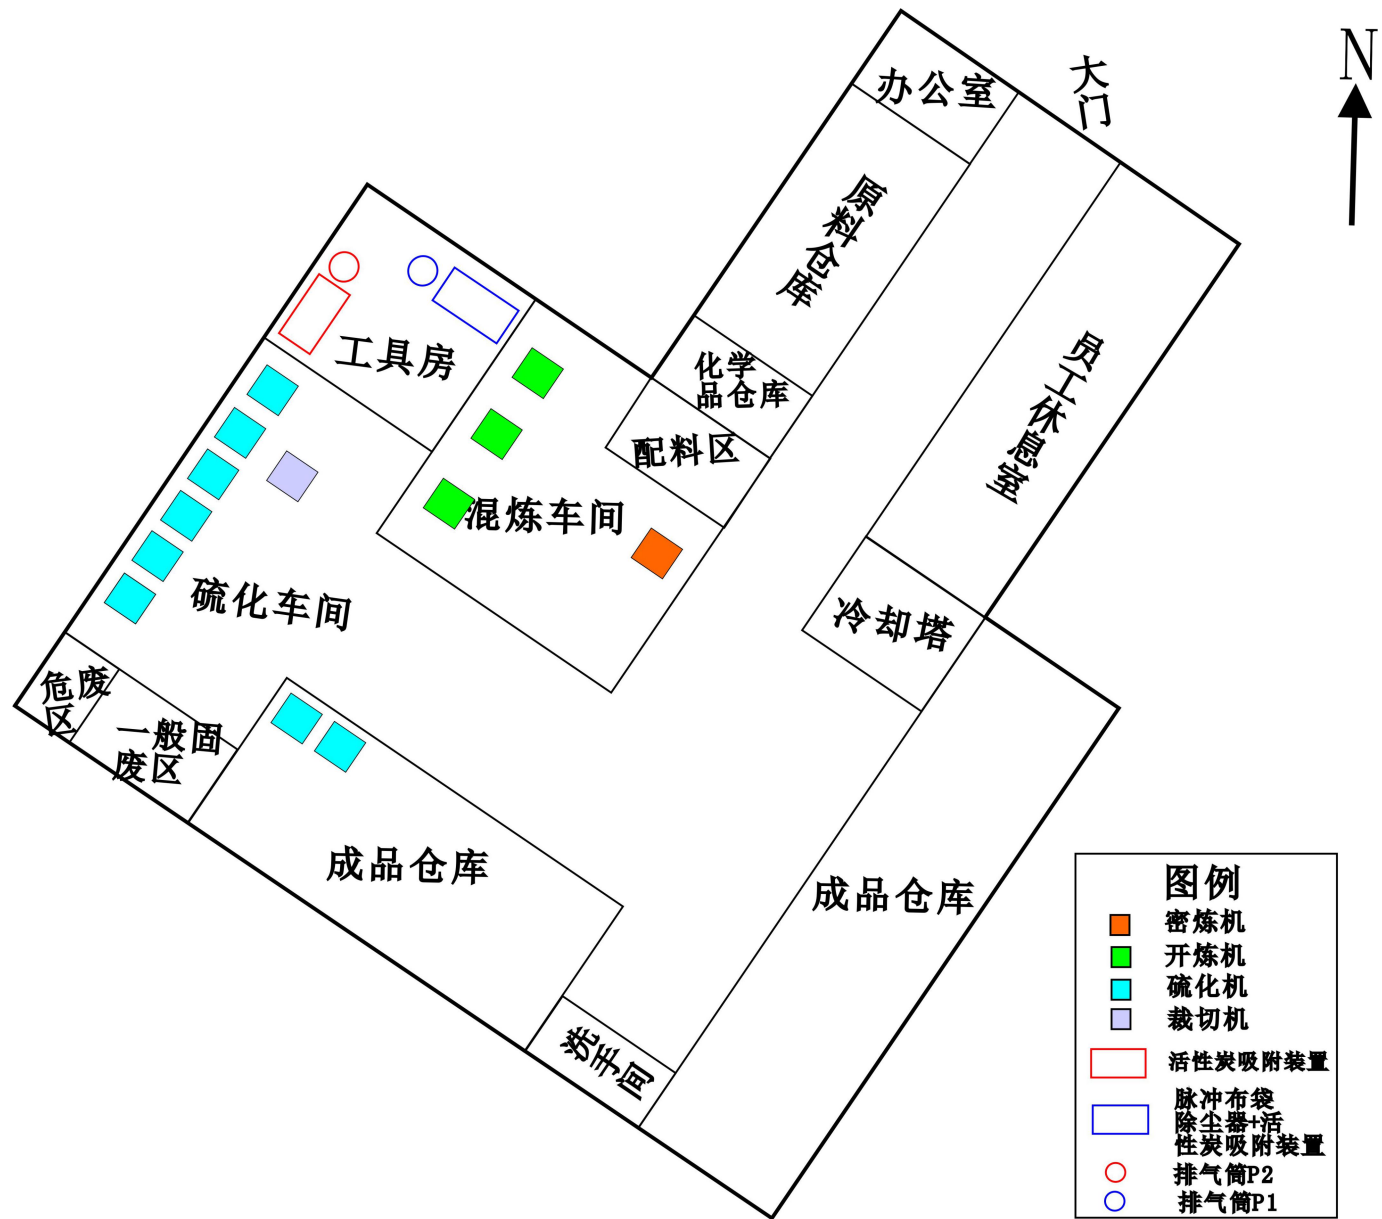 办公室
大门
N
原料仓库
化学
品仓库
配料区
员工休息室
工具房
混炼车间
硫化车间
冷却塔
危废
区
一般固
废区
成品仓库
成品仓库
洗手间
图例
密炼机
开炼机
硫化机
裁切机
活性炭吸附装置
脉冲布袋
除尘器+活
性炭吸附装置
排气筒P2
排气筒P1